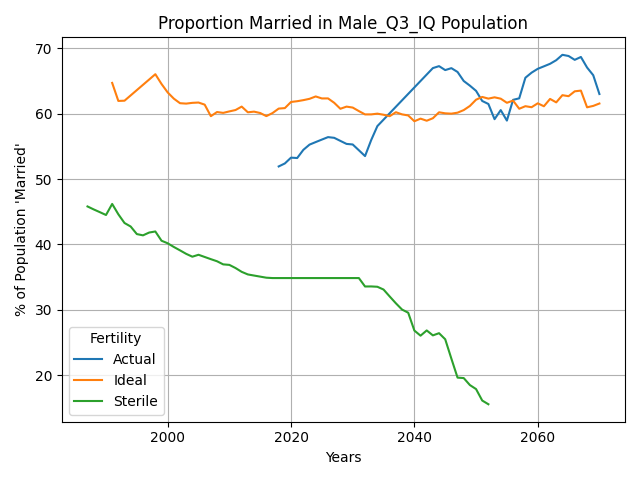 Proportion Married in Male_Q3_IQ Population
% of Population 'Married'
70
60
50
40
30
20
Fertility
Actual
Ideal
Sterile
2000
2020
2040
2060
Years